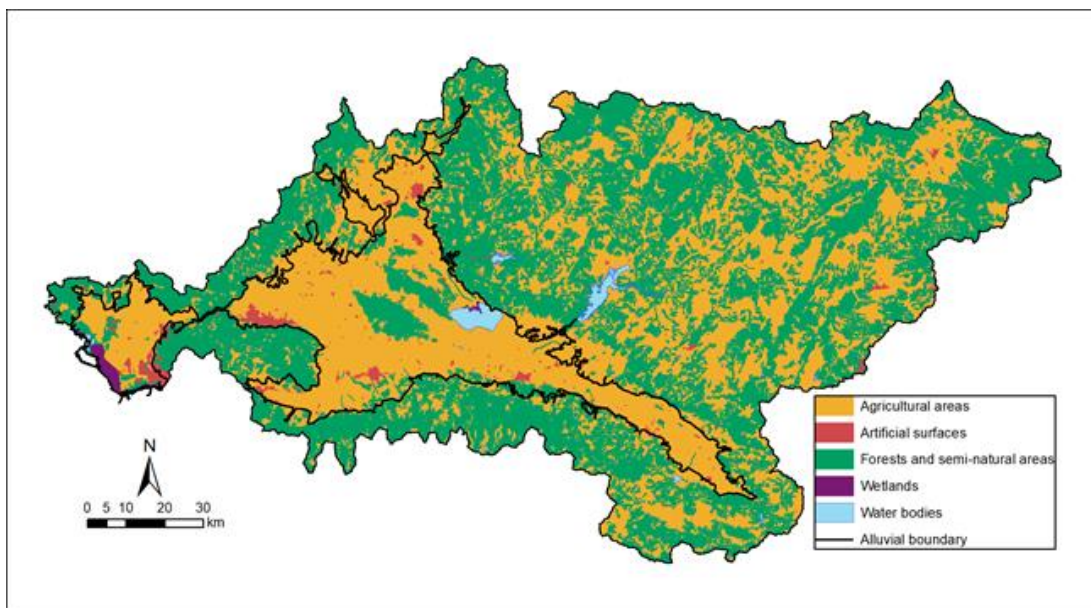 Agricultural areas
Artificial surfaces
Forests and semi-natural areas
Wetlands
Water bodies
Alluvial boundary
N
0 5 10 20 30
km